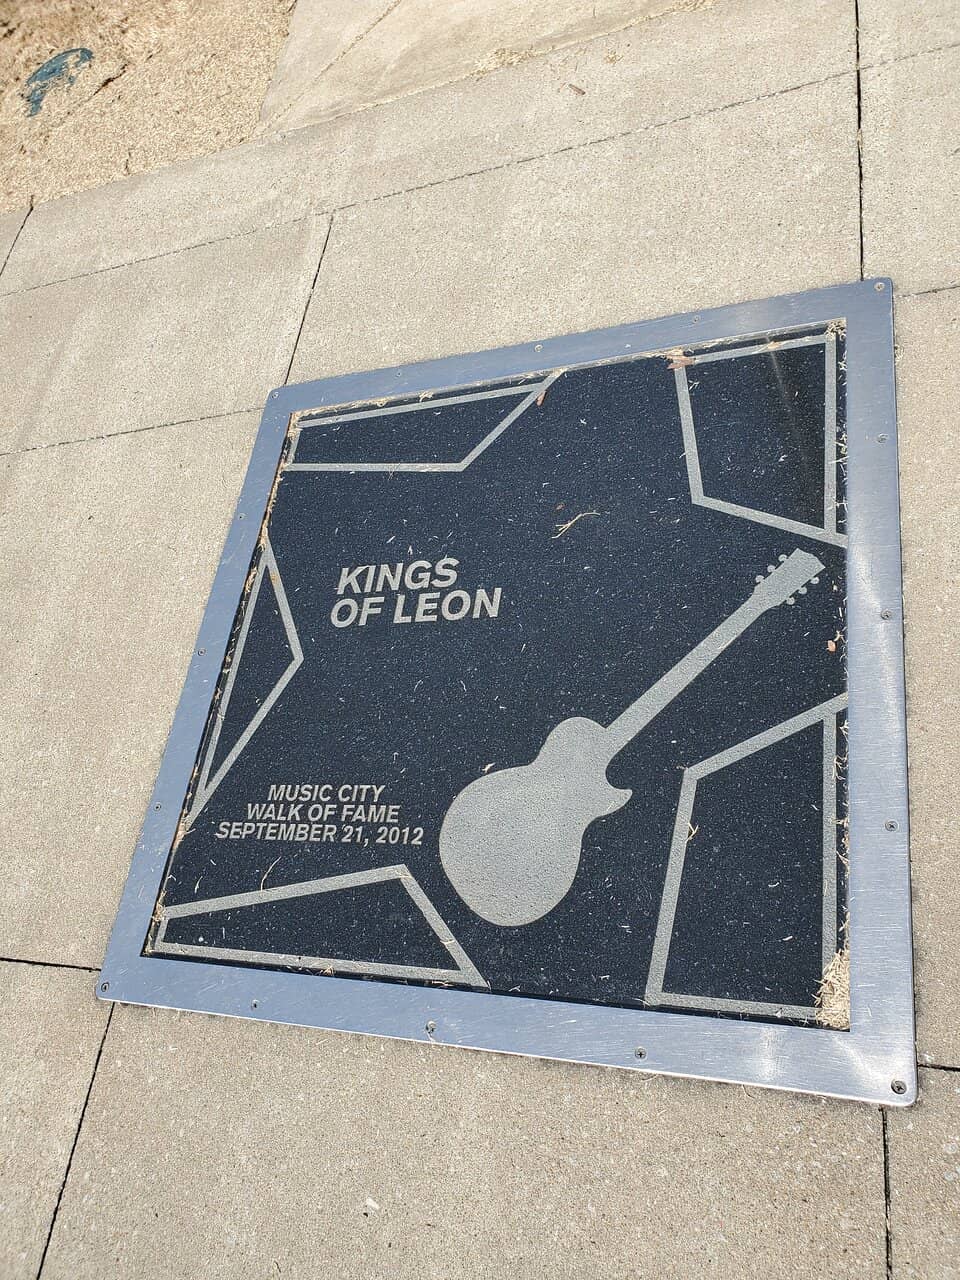 KINGS
OF LEON
MUSIC CITY
WALK OF FAME
SEPTEMBER 21, 2012